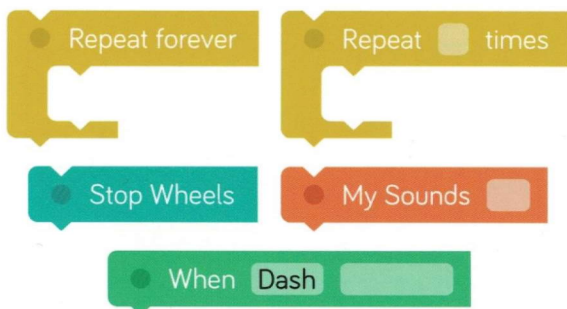 Repeat forever
Repeat times
Stop Wheels
My Sounds
When Dash